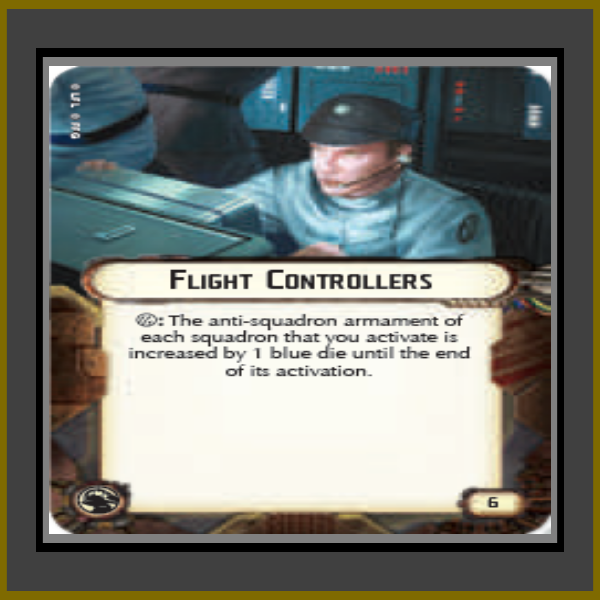 FLIGHT CONTROLLERS
: The anti-squadron armament of
each squadron that you activate is
increased by 1 blue die until the end
of its activation.
6